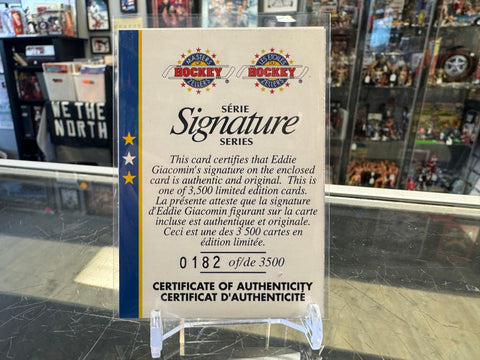 MASTERS
OF
HOCKEY
ZELLERS
LES ÉTOILES
DU
HOCKEY
ZELLERS
SÉRIE
Signature
SERIES
This card certifies that Eddie
Giacomin's signature on the enclosed
card is authentic and original. This is
one of 3,500 limited edition cards.
La présente atteste que la signature
d'Eddie Giacomin figurant sur la carte
incluse est authentique et originale.
Ceci est une des 3 500 cartes en
édition limitée.
0182 of/de 3500
CERTIFICATE OF AUTHENTICITY
CERTIFICAT D'AUTHENTICITÉ
WE THE
NORTH